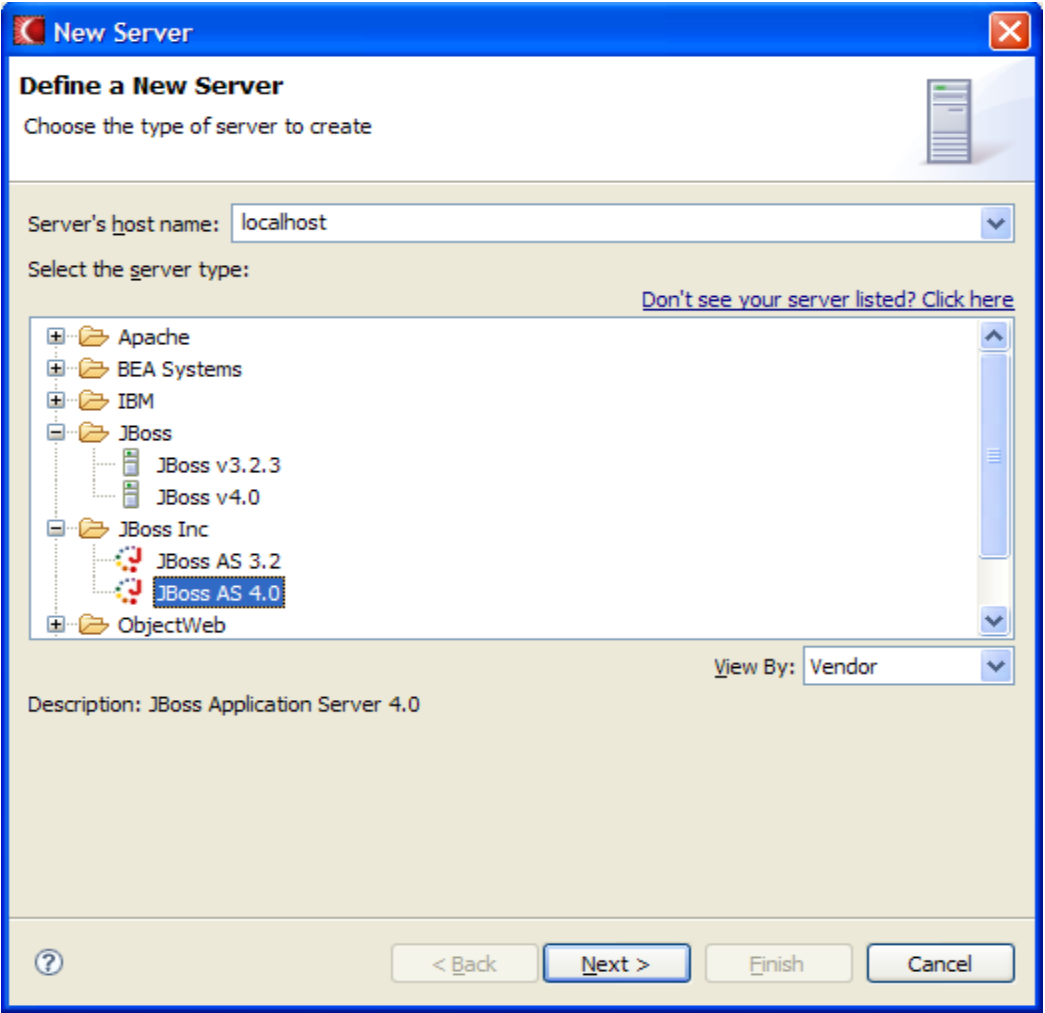 New Server
Define a New Server
Choose the type of server to create
Server's host name: localhost
Select the server type:
Don't see your server listed? Click here
Apache
BEA Systems
IBM
JBoss
JBoss v3.2.3
JBoss v4.0
JBoss Inc
JBoss AS 3.2
JBoss AS 4.0
ObjectWeb
View By: Vendor
Description: JBoss Application Server 4.0
? < Back Next > Finish Cancel